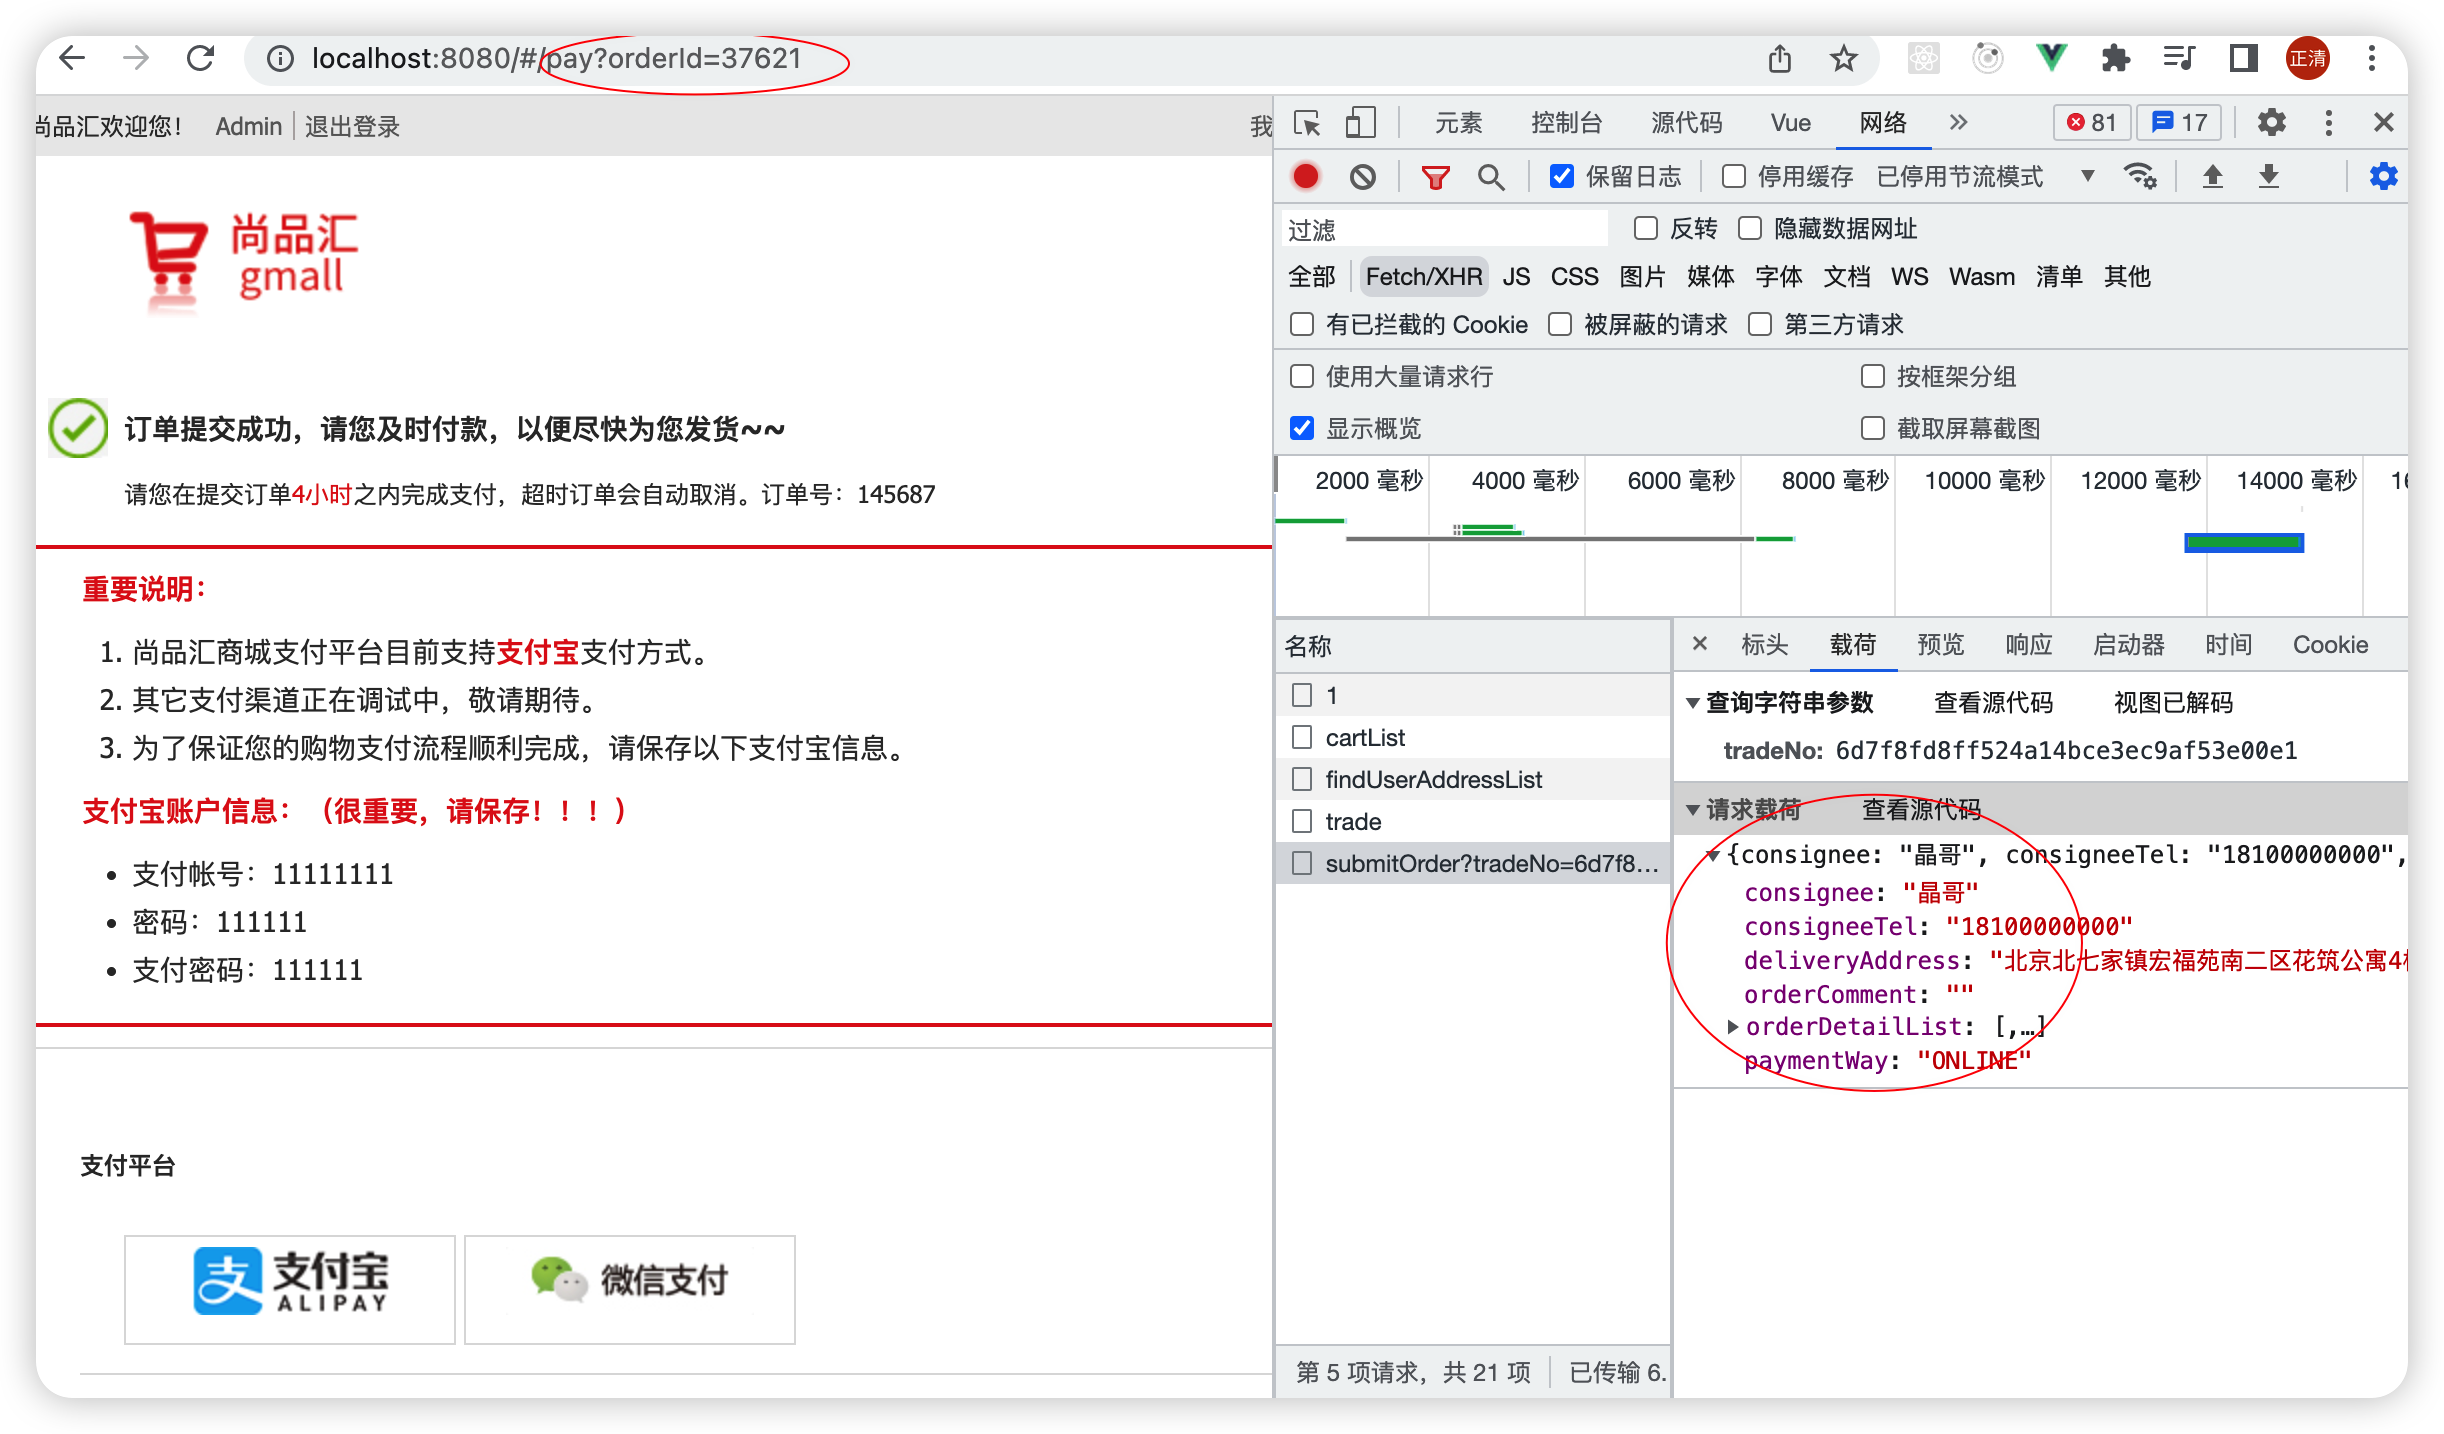 localhost:8080/#/pay?orderId=37621
正清
尚品汇欢迎您！ Admin 退出登录 我
尚品汇
gmall
订单提交成功，请您及时付款，以便尽快为您发货~~
请您在提交订单4小时之内完成支付，超时订单会自动取消。订单号：145687
重要说明：
1. 尚品汇商城支付平台目前支持支付宝支付方式。
2. 其它支付渠道正在调试中，敬请期待。
3. 为了保证您的购物支付流程顺利完成，请保存以下支付宝信息。
支付宝账户信息：（很重要，请保存！！！）
• 支付帐号：11111111
• 密码：111111
• 支付密码：111111
支付平台
支付宝
ALIPAY
微信支付
元素 控制台 源代码 Vue 网络 81 17
保留日志 停用缓存 已停用节流模式
过滤 反转 隐藏数据网址
全部 Fetch/XHR JS CSS 图片 媒体 字体 文档 WS Wasm 清单 其他
有已拦截的 Cookie 被屏蔽的请求 第三方请求
使用大量请求行 按框架分组
显示概览 截取屏幕截图
2000 毫秒 4000 毫秒 6000 毫秒 8000 毫秒 10000 毫秒 12000 毫秒 14000 毫秒
名称
1
cartList
findUserAddressList
trade
submitOrder?tradeNo=6d7f8...
第 5 项请求，共 21 项 已传输 6.
标头 载荷 预览 响应 启动器 时间 Cookie
查询字符串参数 查看源代码 视图已解码
tradeNo: 6d7f8fd8ff524a14bce3ec9af53e00e1
请求载荷 查看源代码
{consignee: "晶哥", consigneeTel: "18100000000",
consignee: "晶哥"
consigneeTel: "18100000000"
deliveryAddress: "北京北七家镇宏福苑南二区花筑公寓4
orderComment: ""
orderDetailList: [,…]
paymentWay: "ONLINE"